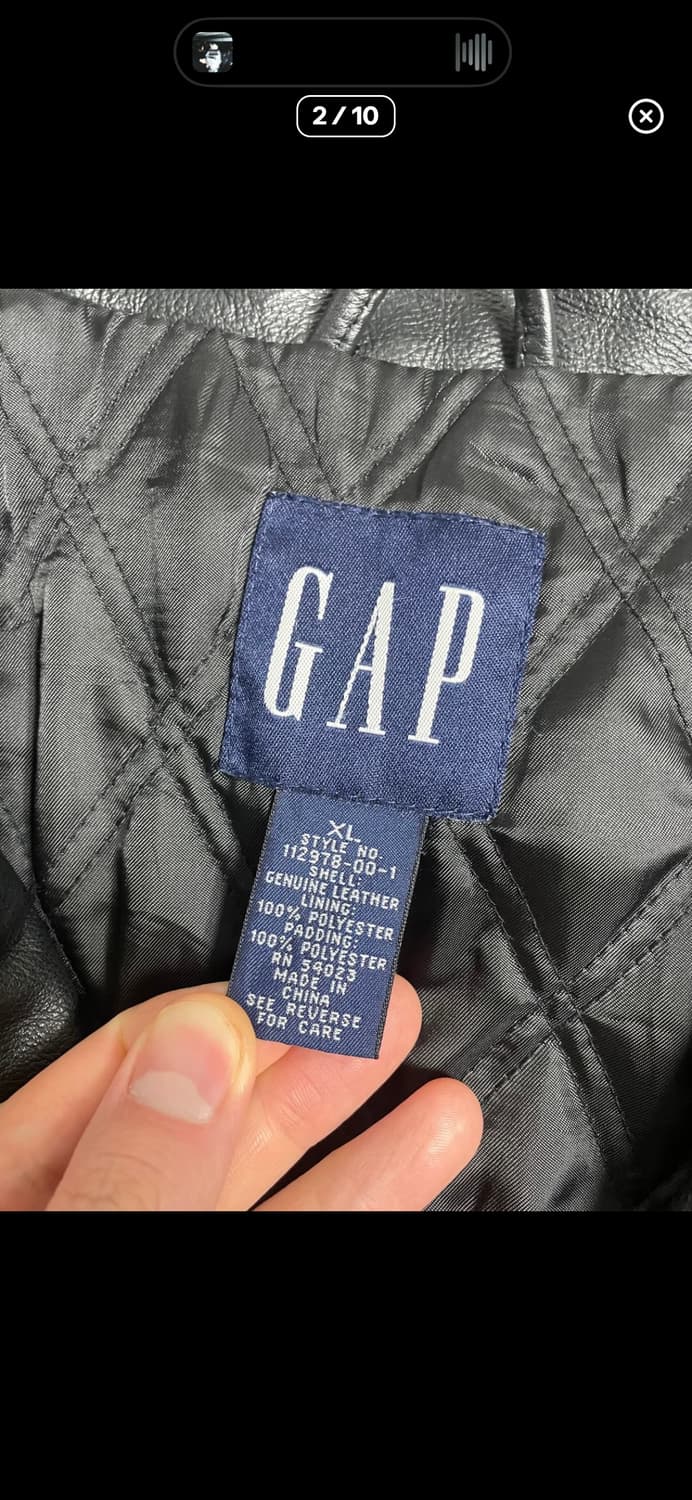 2 / 10
GAP
XL
STYLE NO.
112978-00-1
SHELL:
GENUINE LEATHER
LINING:
100% POLYESTER
PADDING:
100% POLYESTER
RN 54023
MADE IN
CHINA
SEE REVERSE
FOR CARE